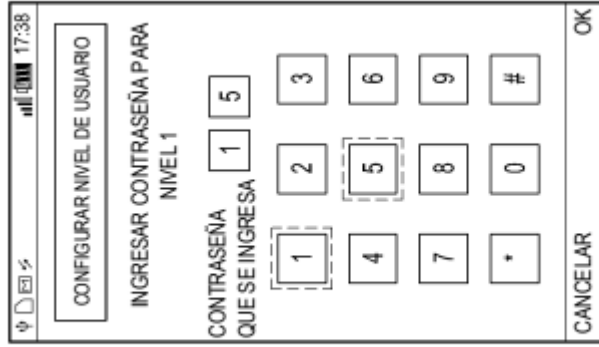 17:38
CONFIGURAR NIVEL DE USUARIO
INGRESAR CONTRASEÑA PARA
NIVEL 1
CONTRASEÑA
QUE SE INGRESA 1 5
1 2 3
4 5 6
7 8 9
* 0 #
CANCELAR OK